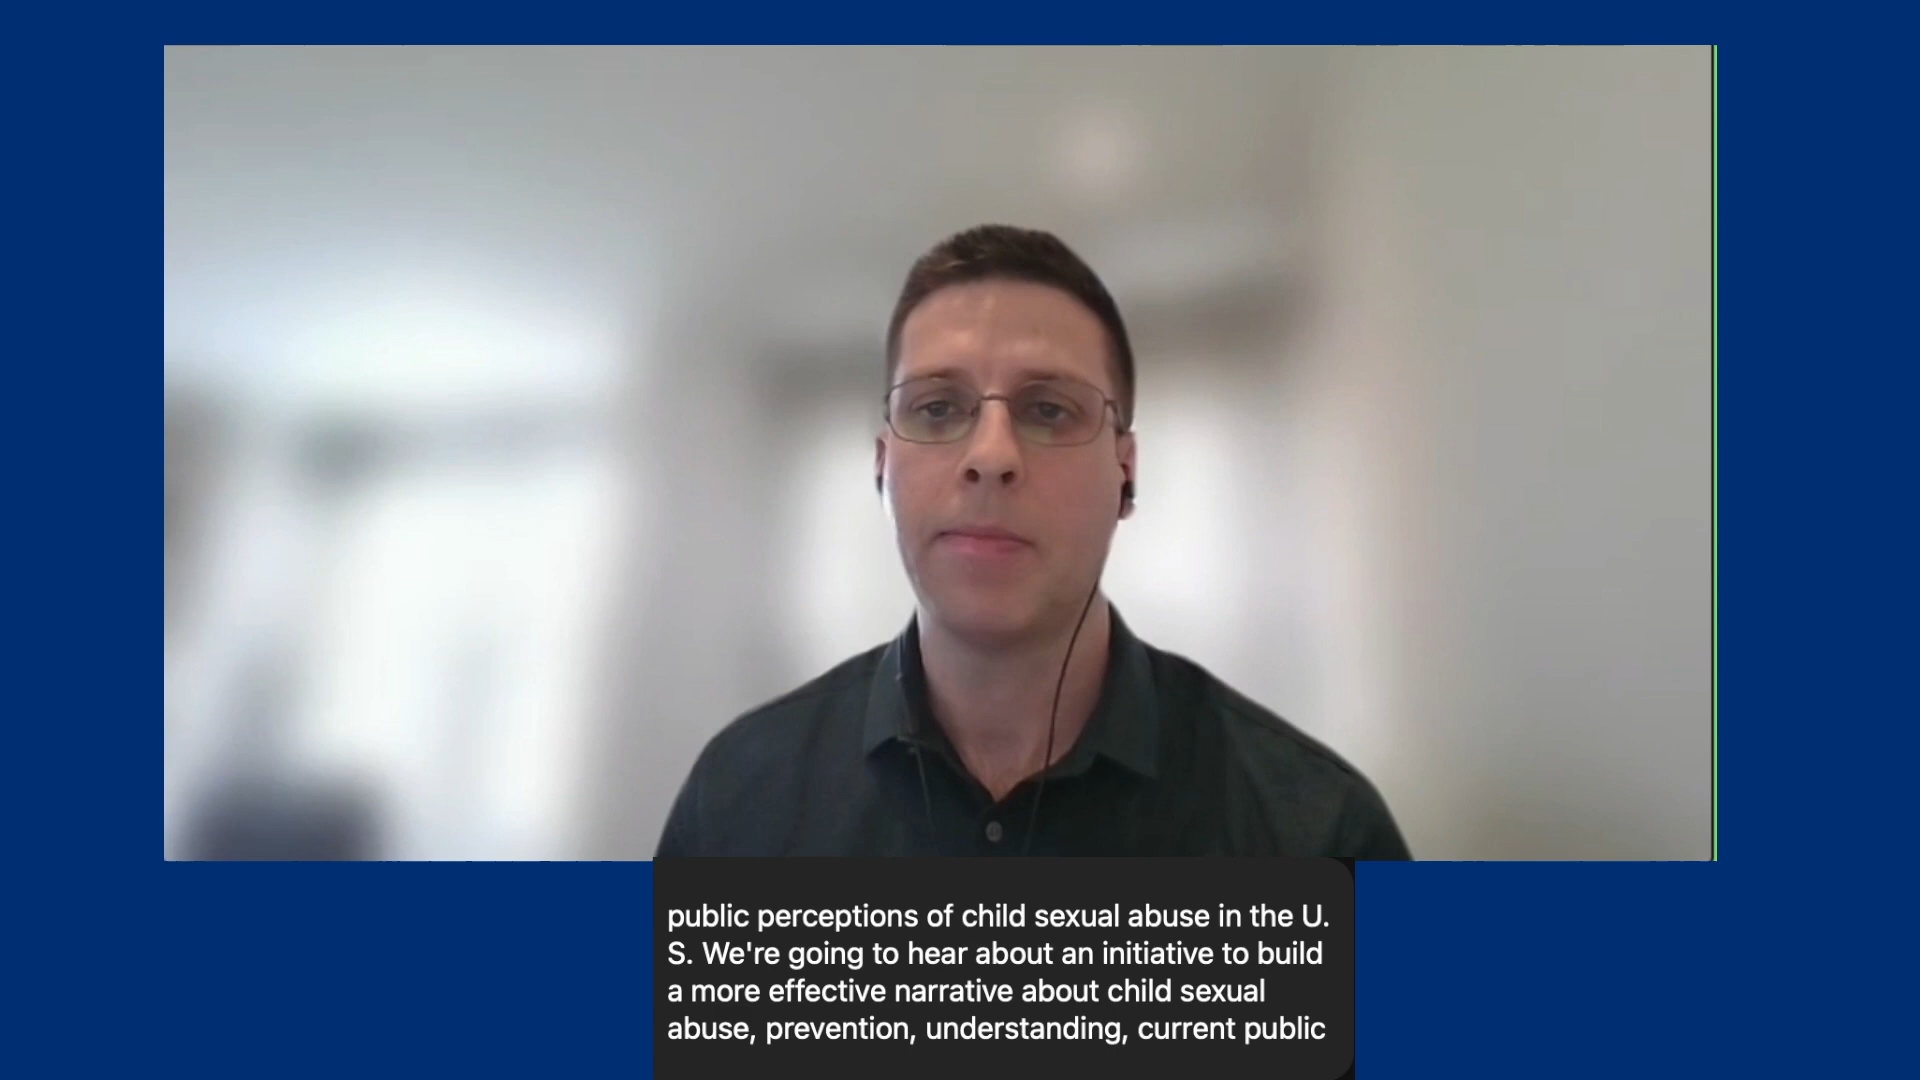 public perceptions of child sexual abuse in the U.
S. We're going to hear about an initiative to build
a more effective narrative about child sexual
abuse, prevention, understanding, current public